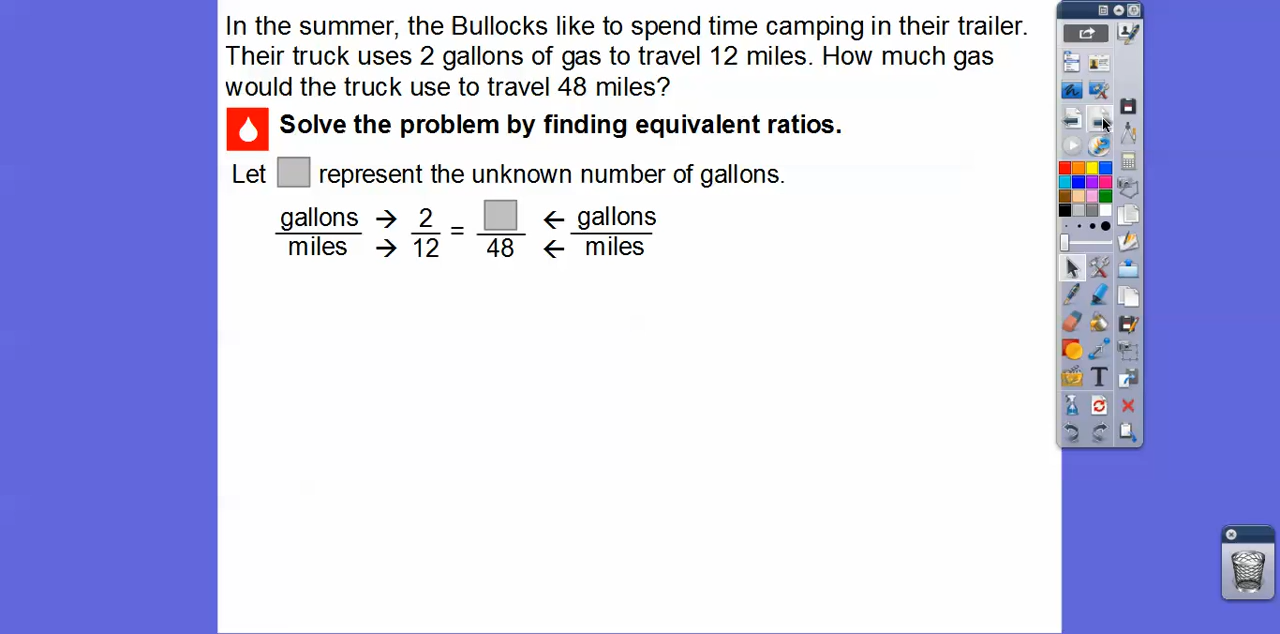 In the summer, the Bullocks like to spend time camping in their trailer.
Their truck uses 2 gallons of gas to travel 12 miles. How much gas
would the truck use to travel 48 miles?
Solve the problem by finding equivalent ratios.
Let represent the unknown number of gallons.
gallons → 2 = ← gallons
miles → 12 48 ← miles
T